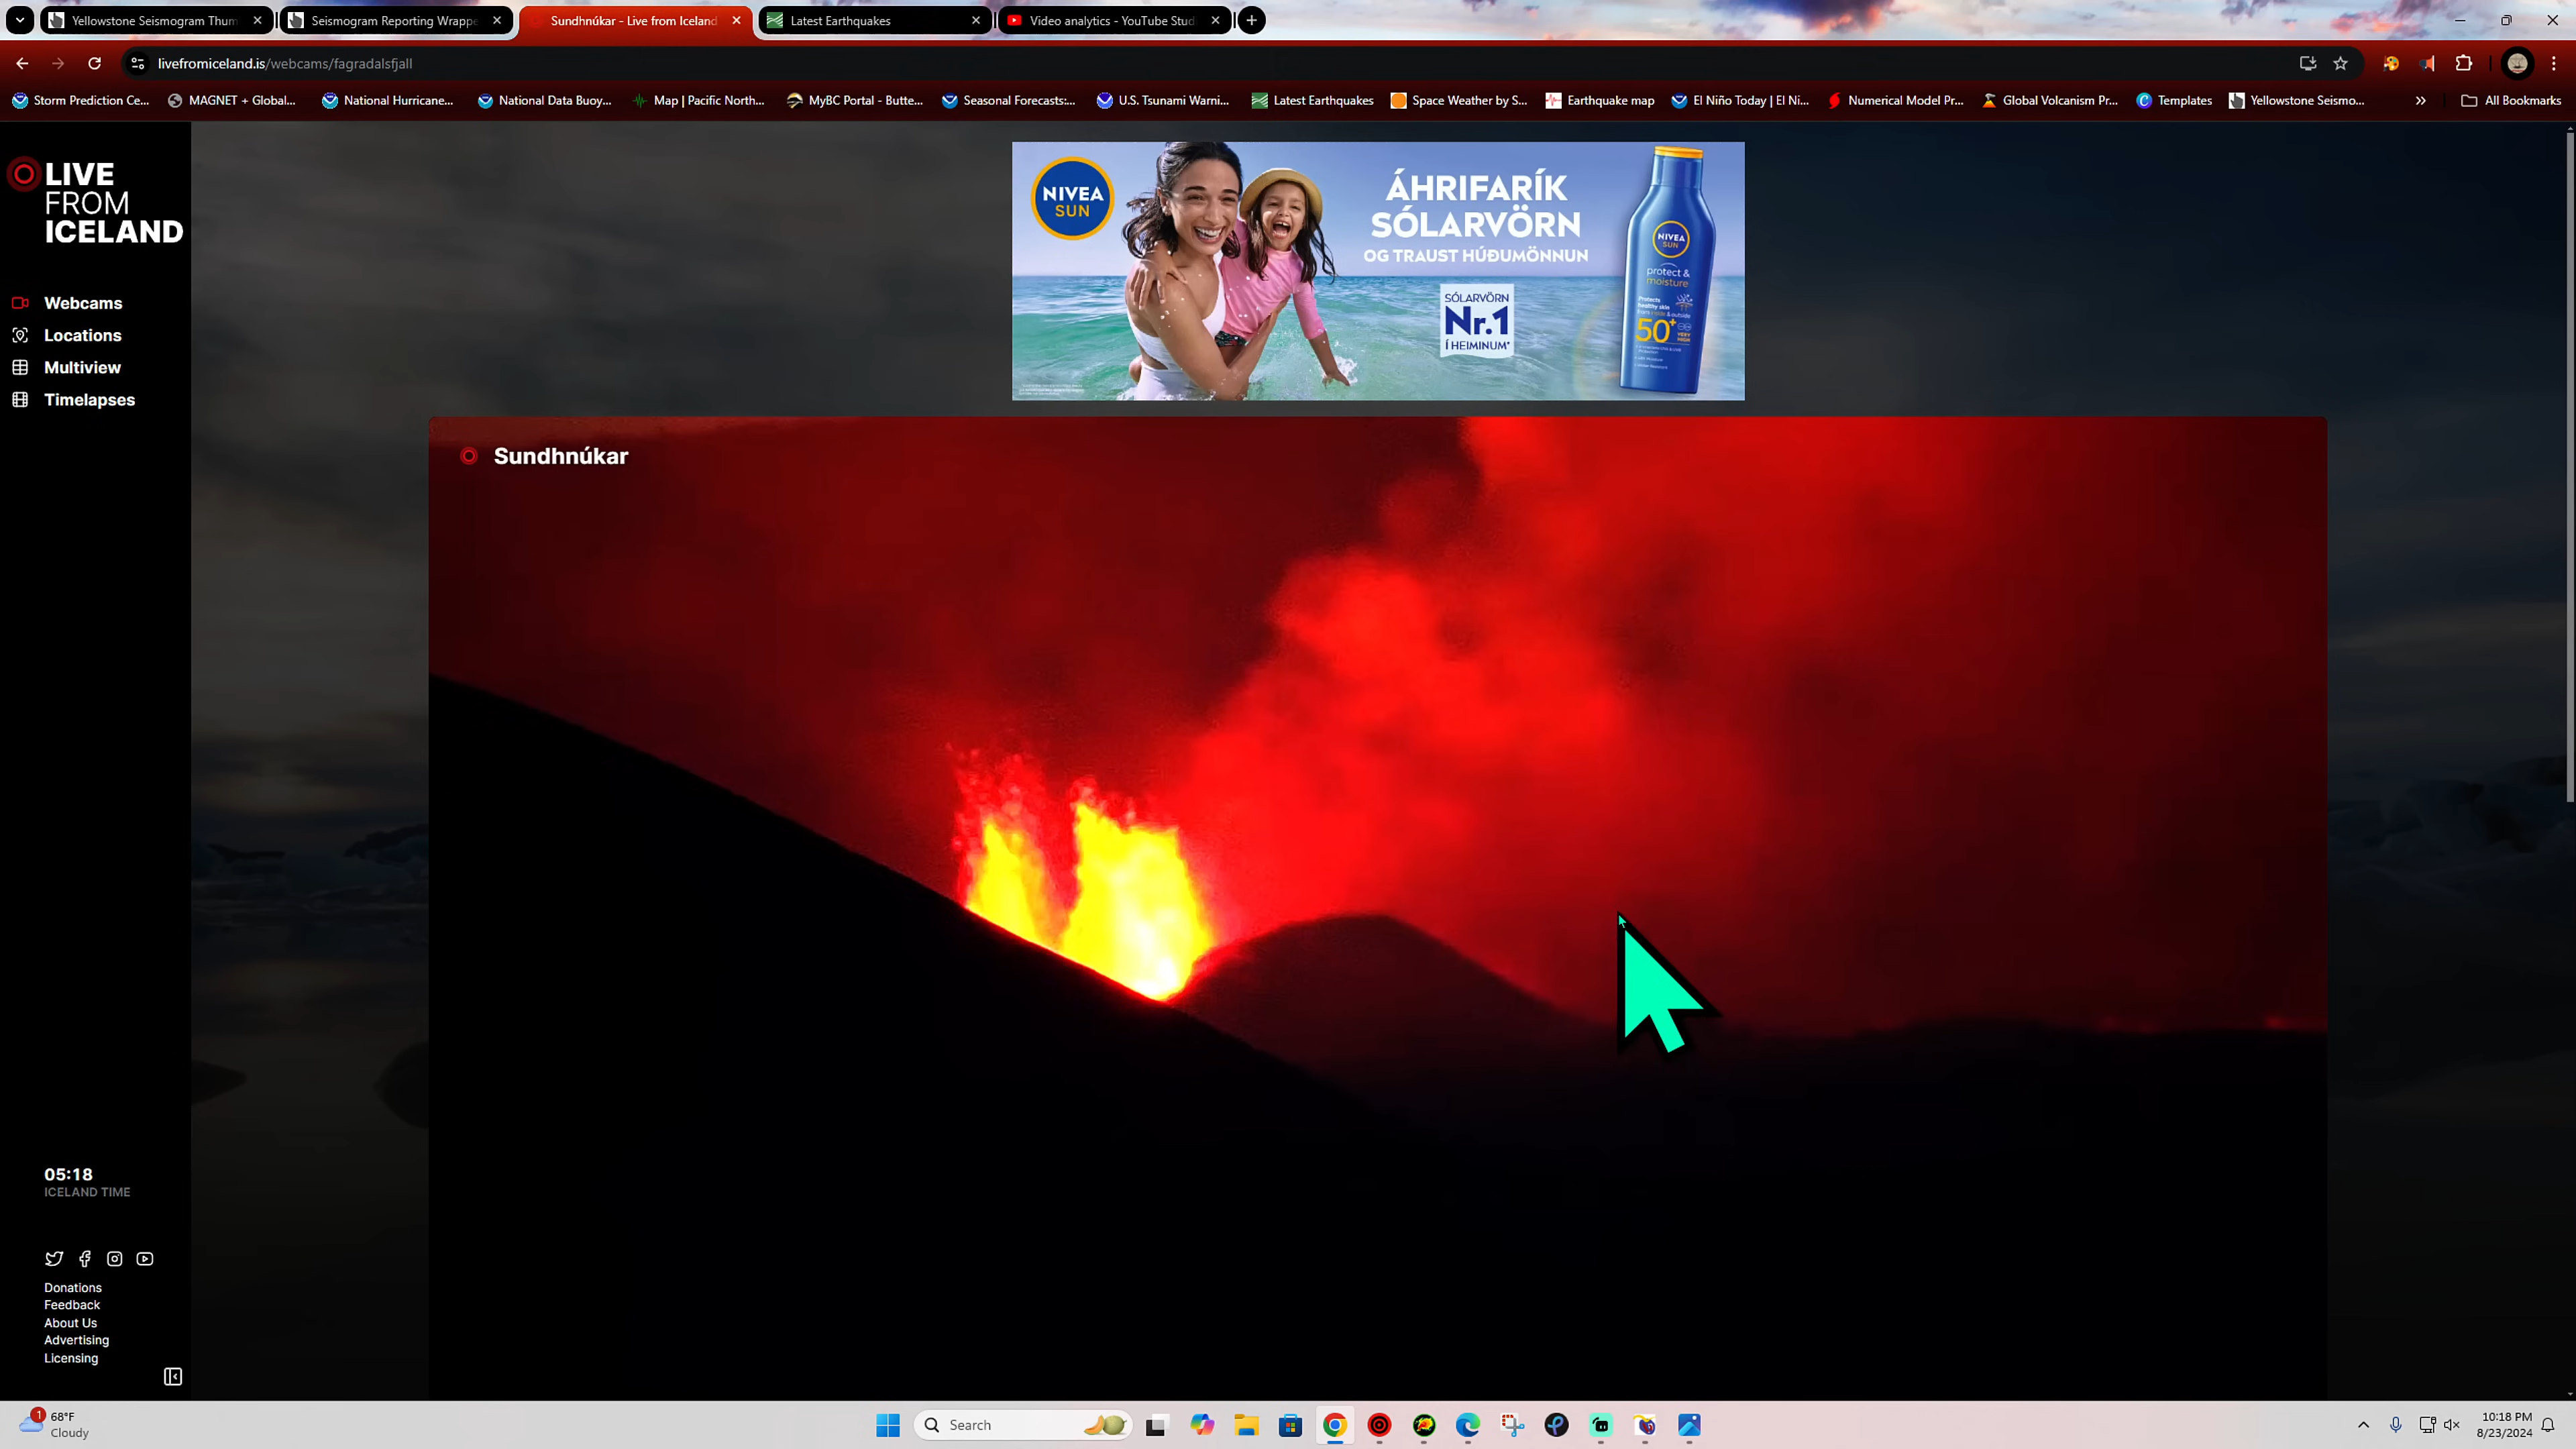 Yellowstone Seismogram Thum
Seismogram Reporting Wrappe
Sundhnúkar - Live from Iceland
Latest Earthquakes
Video analytics - YouTube Studi
livefromiceland.is/webcams/fagradalsfjall
Storm Prediction Ce...
MAGNET + Global...
National Hurricane...
National Data Buoy...
Map | Pacific North...
MyBC Portal - Butte...
Seasonal Forecasts:...
U.S. Tsunami Warni...
Latest Earthquakes
Space Weather by S...
Earthquake map
El Niño Today | El Ni...
Numerical Model Pr...
Global Volcanism Pr...
Templates
Yellowstone Seismo...
All Bookmarks
LIVE
FROM
ICELAND
Webcams
Locations
Multiview
Timelapses
NIVEA
SUN
ÁHRIFARÍK
SÓLARVÖRN
OG TRAUST HÚÐUMÖNNUN
SÓLARVÖRN
Nr.1
Í HEIMINUM*
NIVEA
SUN
protect &
moisture
50+
Sundhnúkar
05:18
ICELAND TIME
Donations
Feedback
About Us
Advertising
Licensing
1
68°F
Cloudy
Search
10:18 PM
8/23/2024